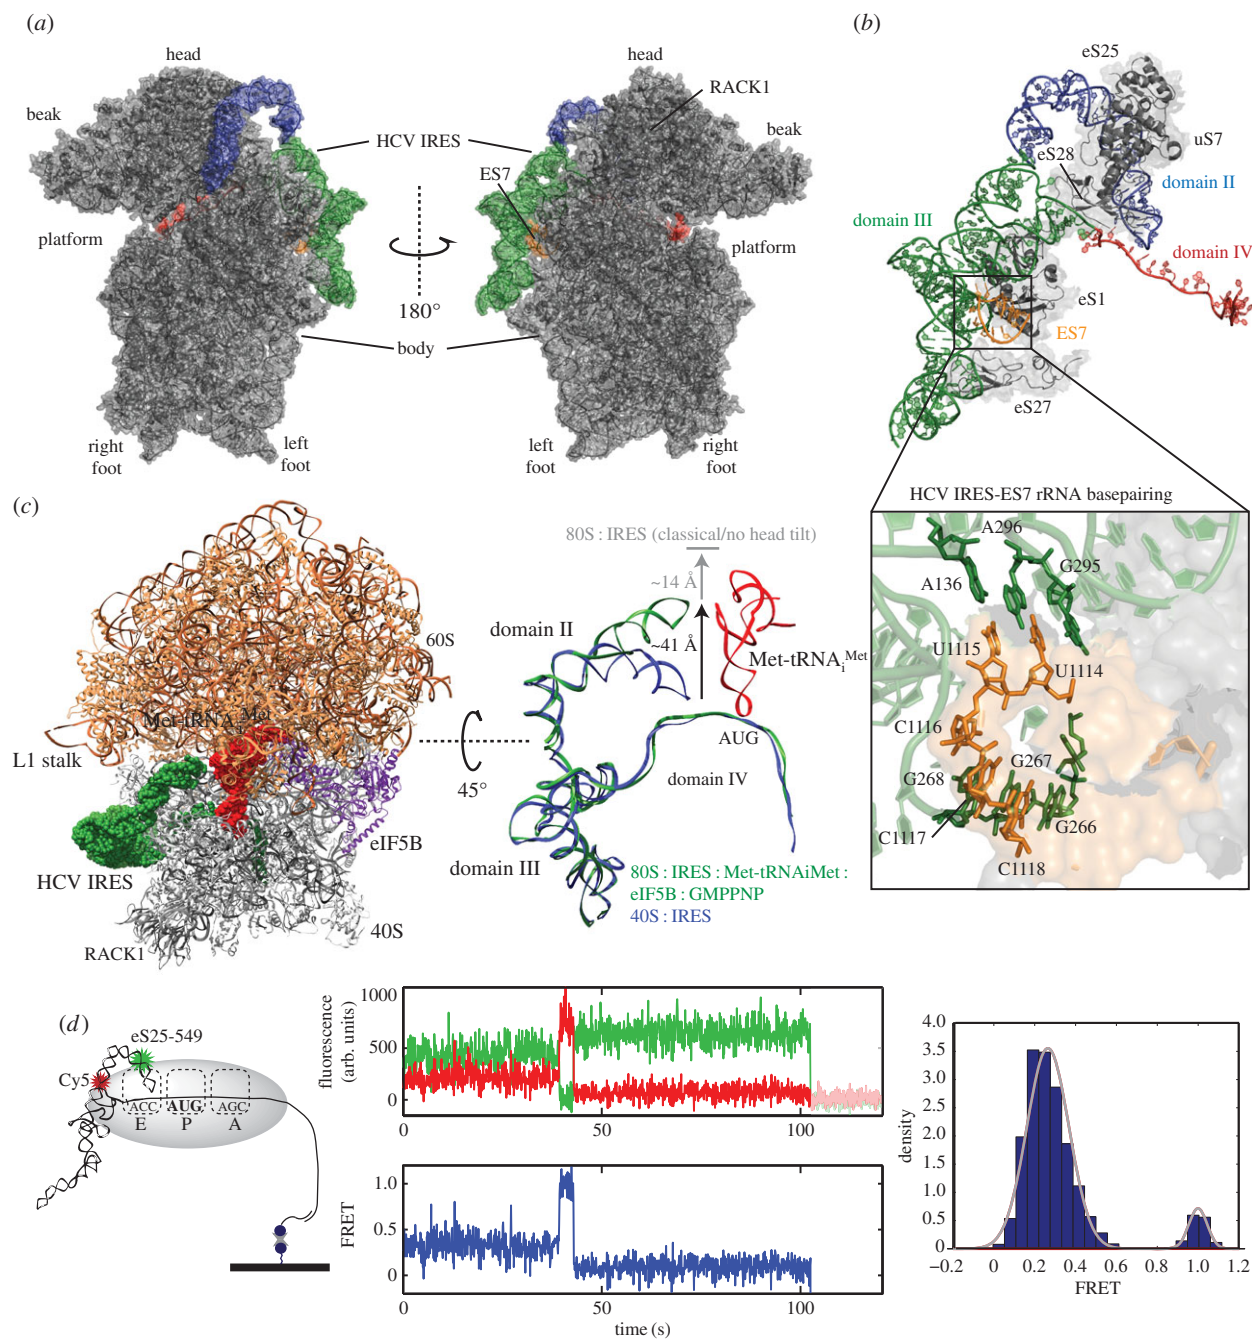 (a)
head
head
RACK1
beak
beak
HCV IRES
ES7
platform
platform
180°
body
right
foot
left
foot
left
foot
right
foot
(b)
eS25
uS7
eS28
domain II
domain III
domain IV
eS1
ES7
eS27
HCV IRES-ES7 rRNA basepairing
A296
G295
A136
U1115
U1114
C1116
G267
G268
G266
C1117
C1118
(c)
60S
Met-tRNAiMet
L1 stalk
eIF5B
HCV IRES
RACK1
40S
45°
80S : IRES (classical/no head tilt)
~14 Å
~41 Å
domain II
Met-tRNAiMet
AUG
domain IV
domain III
80S : IRES : Met-tRNAiMet :
eIF5B : GMPPNP
40S : IRES
(d)
eS25-549
Cy5
ACC AUG AGC
E P A
fluorescence
(arb. units)
1000
500
0
0 50 100
FRET
1.0
0.5
0
0 50 100
time (s)
density
4.0
3.5
3.0
2.5
2.0
1.5
1.0
0.5
0
−0.2 0 0.2 0.4 0.6 0.8 1.0 1.2
FRET